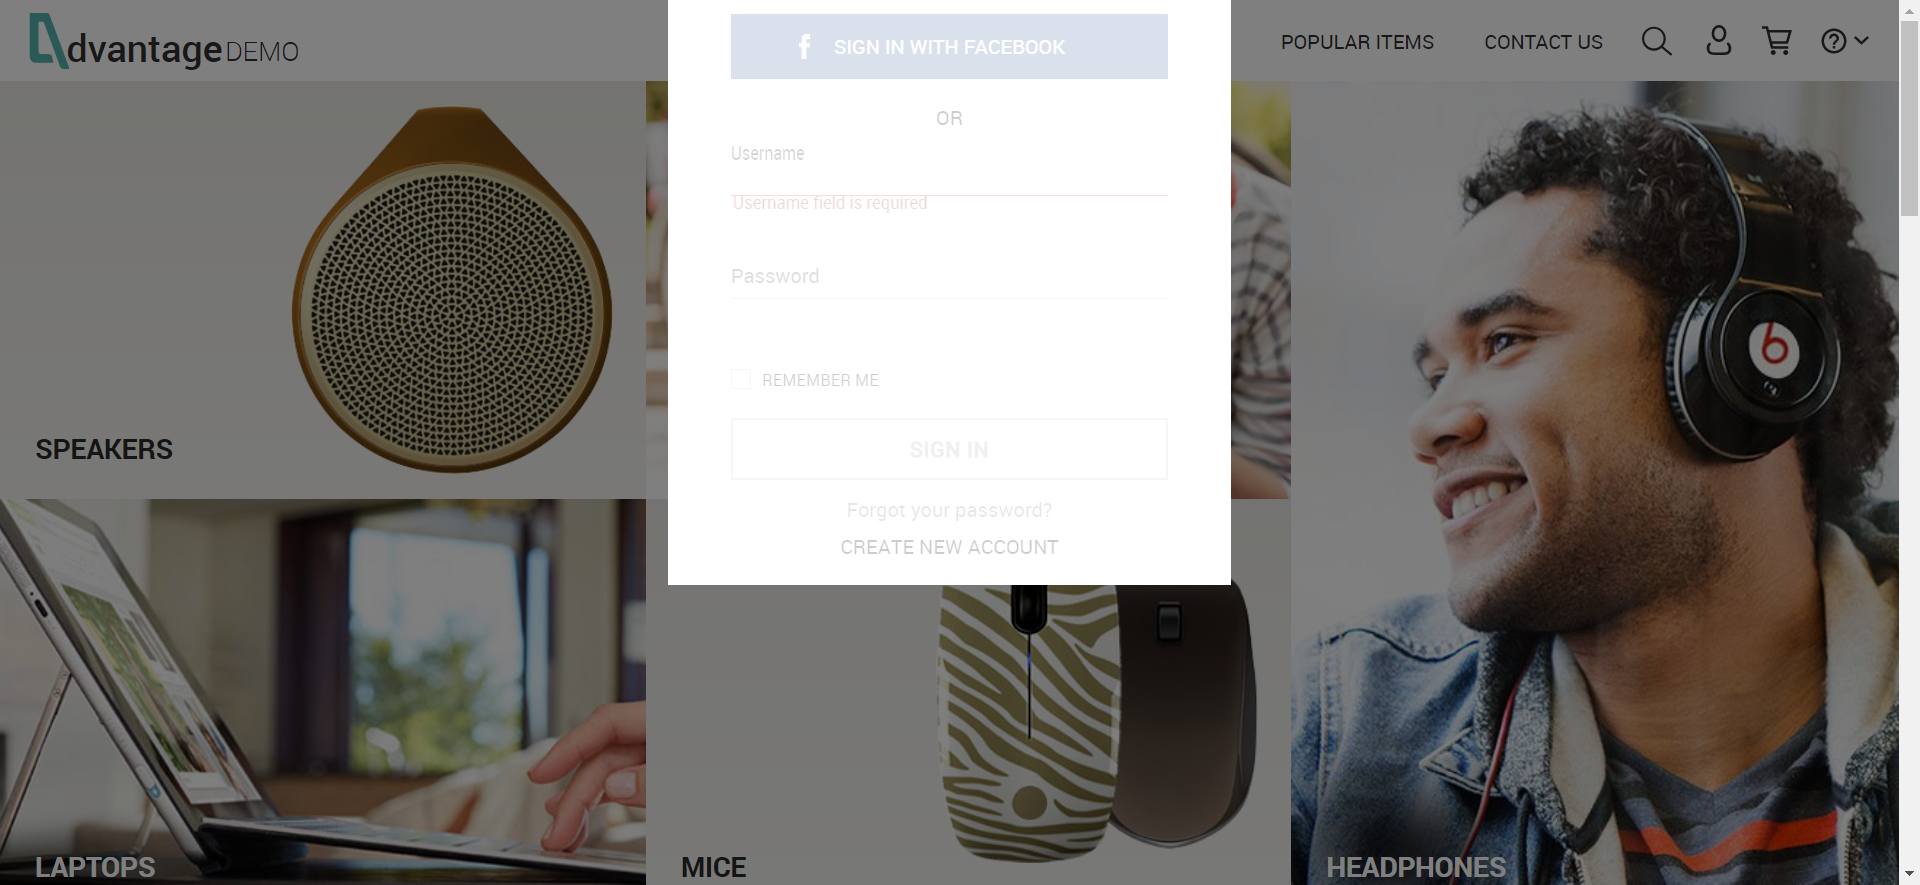 dvantage DEMO
POPULAR ITEMS
CONTACT US
SIGN IN WITH FACEBOOK
OR
Username
Username field is required
Password
REMEMBER ME
SIGN IN
Forgot your password?
CREATE NEW ACCOUNT
SPEAKERS
LAPTOPS
MICE
HEADPHONES